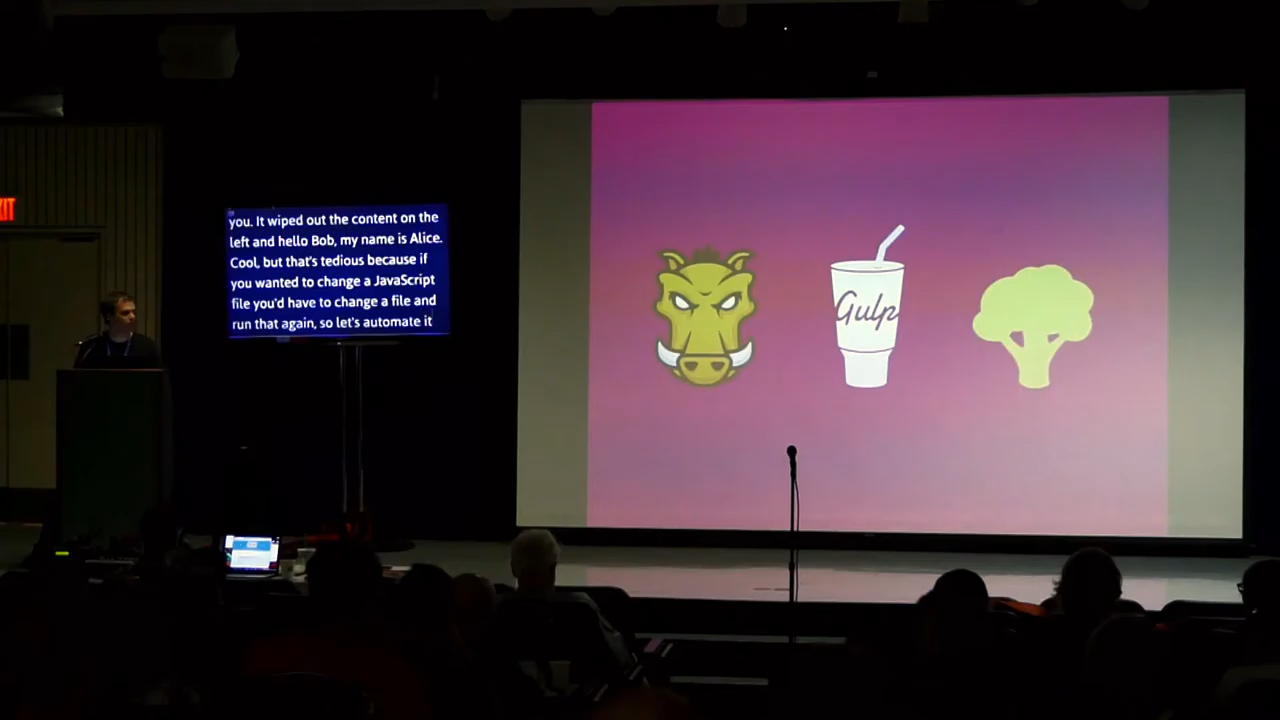 XIT
you. It wiped out the content on the
left and hello Bob, my name is Alice.
Cool, but that's tedious because if
you wanted to change a JavaScript
file you'd have to change a file and
run that again, so let's automate it
Gulp